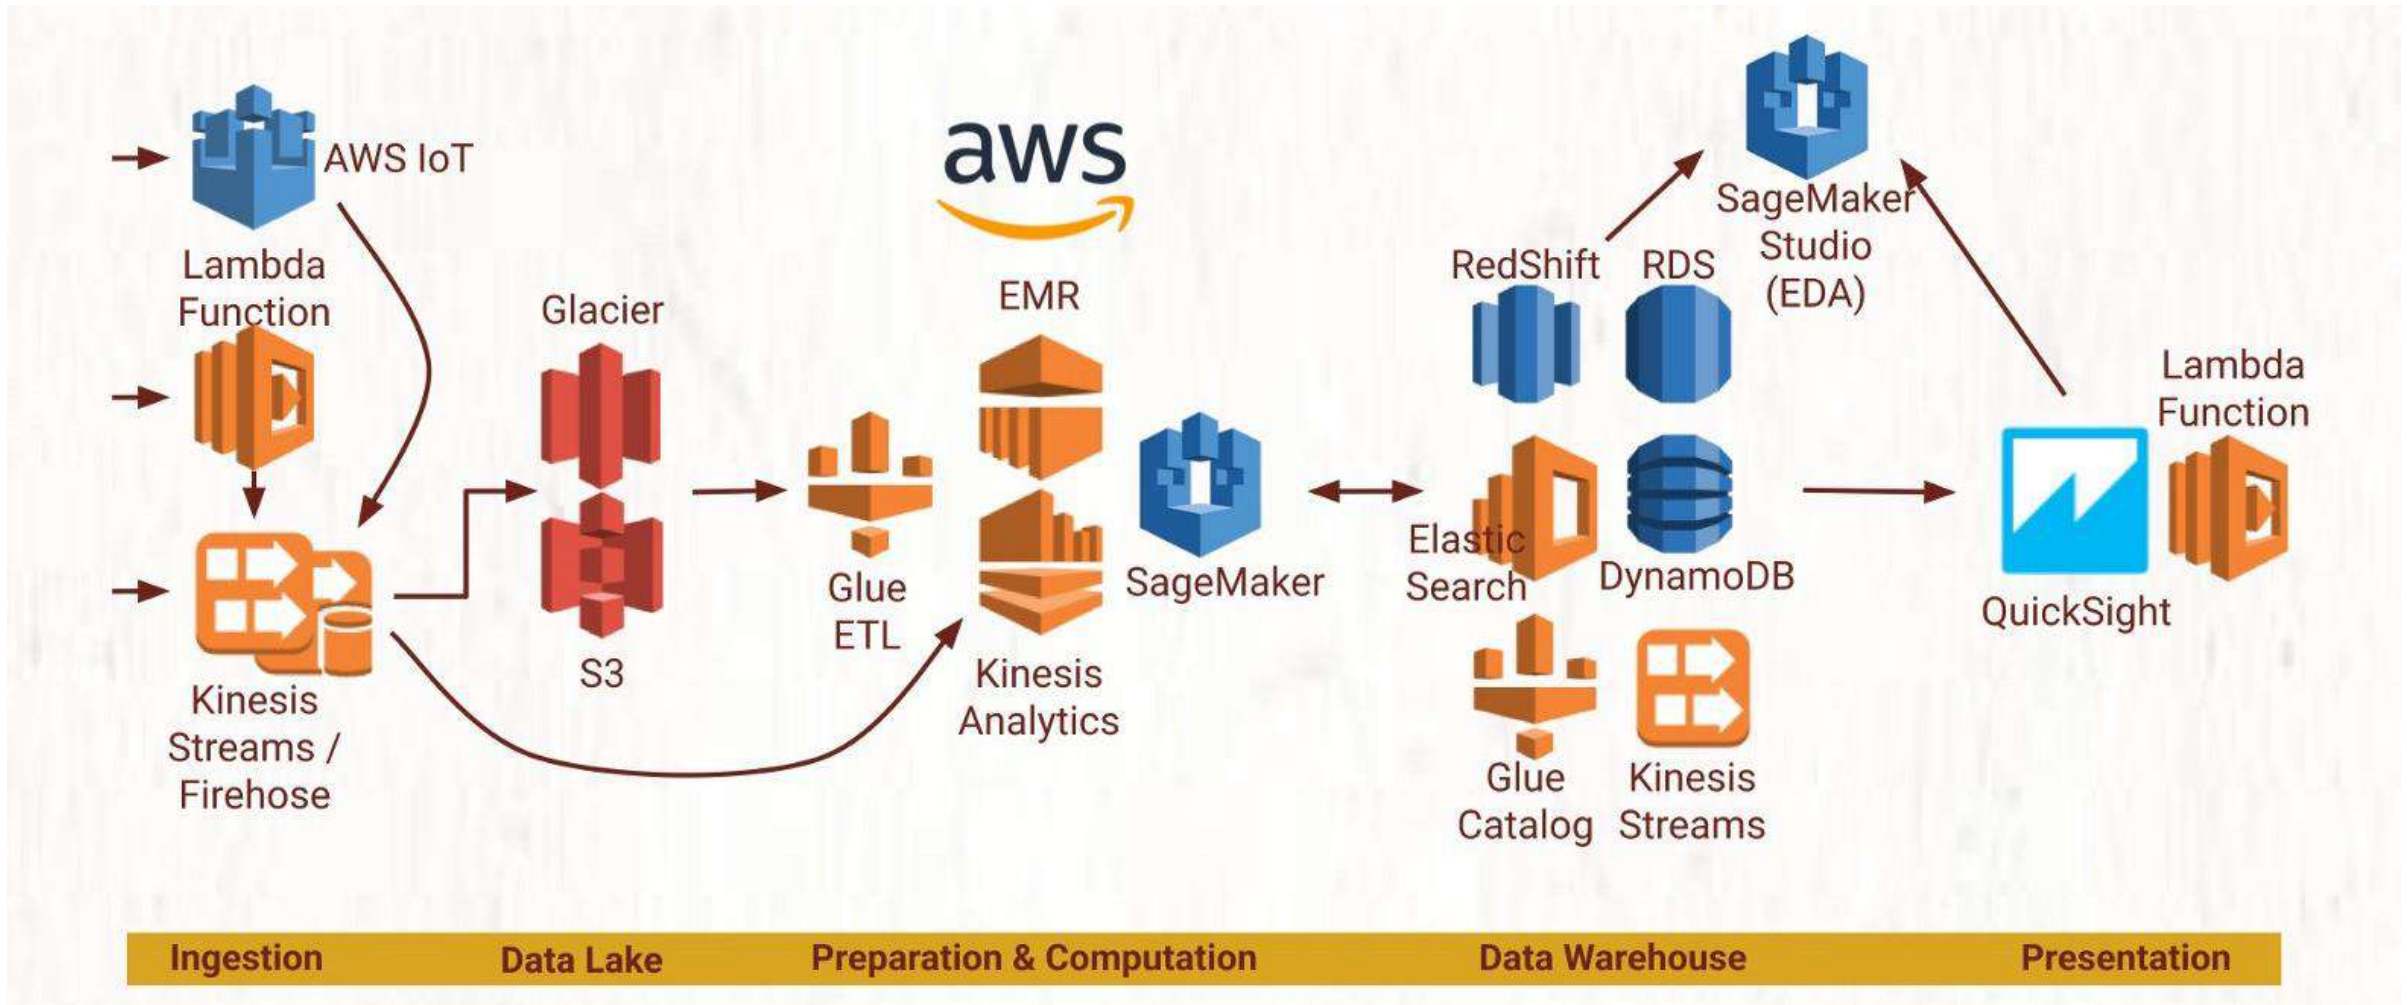 AWS IoT
Lambda
Function
Kinesis
Streams /
Firehose
Glacier
S3
aws
EMR
Glue
ETL
Kinesis
Analytics
SageMaker
RedShift
RDS
Elastic
Search
DynamoDB
Glue
Catalog
Kinesis
Streams
SageMaker
Studio
(EDA)
Lambda
Function
QuickSight
Ingestion
Data Lake
Preparation & Computation
Data Warehouse
Presentation